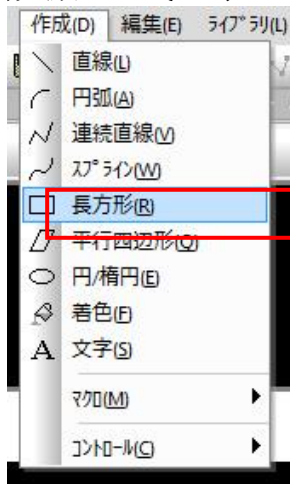 作成(D) 編集(E) ﾗｲﾌﾞﾗﾘ(L)
直線(L)
円弧(A)
連続直線(V)
ｽﾌﾟﾗｲﾝ(W)
長方形(R)
平行四辺形(Q)
円/楕円(E)
着色(F)
A 文字(S)
ﾏｸﾛ(M)
ｺﾝﾄﾛｰﾙ(C)